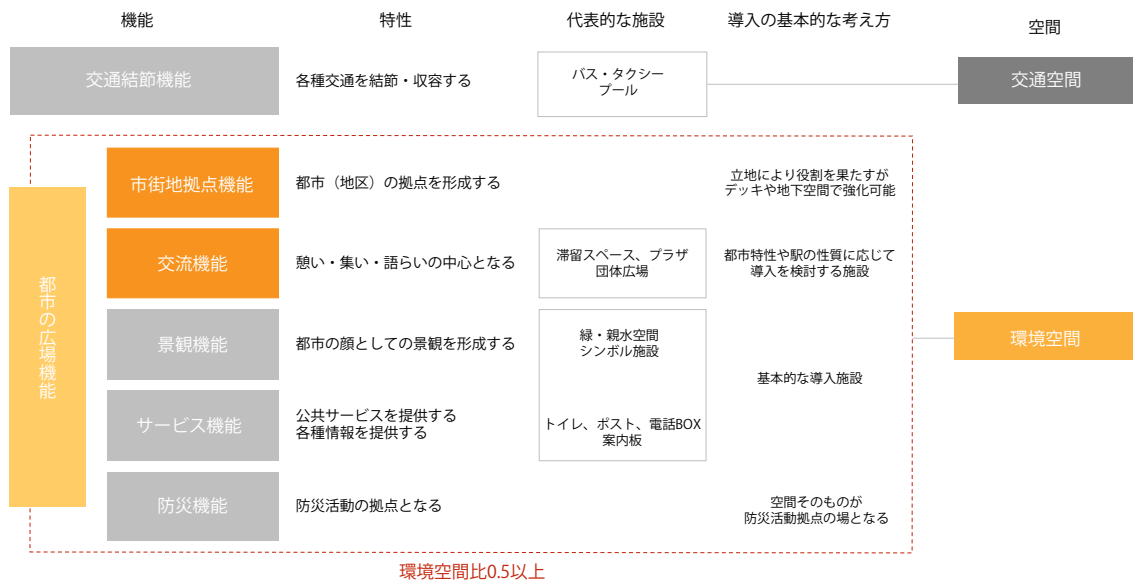 機能
特性
代表的な施設
導入の基本的な考え方
空間
交通結節機能
各種交通を結節・収容する
バス・タクシー
プール
交通空間
都市の広場機能
市街地拠点機能
都市（地区）の拠点を形成する
立地により役割を果たすが
デッキや地下空間で強化可能
交流機能
憩い・集い・語らいの中心となる
滞留スペース、プラザ
団体広場
都市特性や駅の性質に応じて
導入を検討する施設
景観機能
都市の顔としての景観を形成する
緑・親水空間
シンボル施設
基本的な導入施設
環境空間
サービス機能
公共サービスを提供する
各種情報を提供する
トイレ、ポスト、電話BOX
案内板
防災機能
防災活動の拠点となる
空間そのものが
防災活動拠点の場となる
環境空間比0.5以上